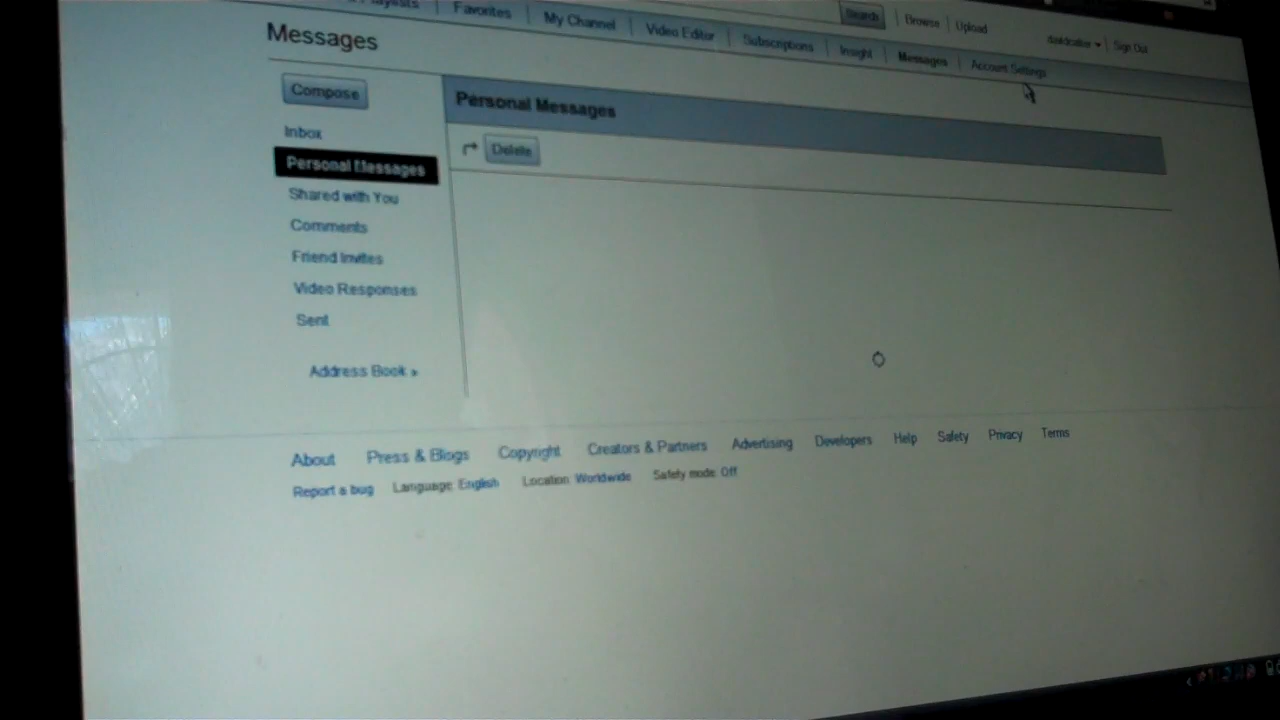 Search Browse Upload Sign Out
Playlists Favorites My Channel Video Editor Subscriptions Insight Messages Account Settings
Messages
Compose
Personal Messages
Delete
Inbox
Personal Messages
Shared with You
Comments
Friend Invites
Video Responses
Sent
Address Book »
About Press & Blogs Copyright Creators & Partners Advertising Developers Help Safety Privacy Terms
Report a bug Language: English Location: Worldwide Safety mode: Off